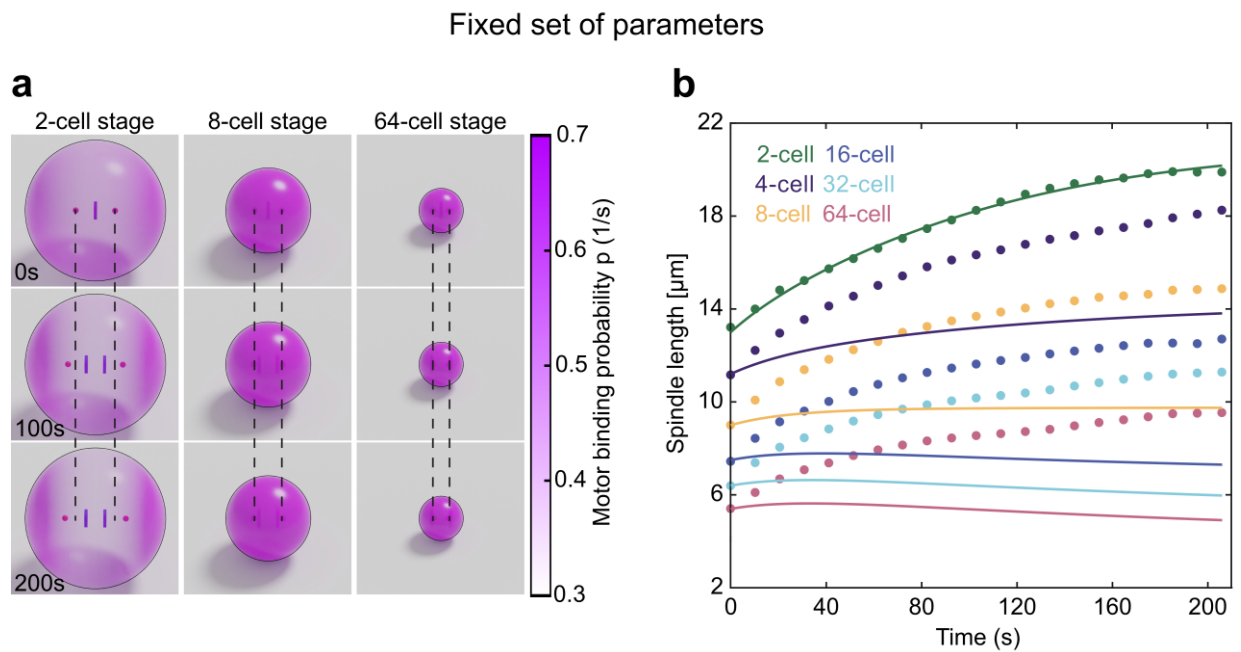 Fixed set of parameters
a
2-cell stage 8-cell stage 64-cell stage
0s
100s
200s
0.7
0.6
0.5
0.4
0.3
Motor binding probability p (1/s)
b
22
18
14
10
6
2
Spindle length [μm]
2-cell 16-cell
4-cell 32-cell
8-cell 64-cell
0 40 80 120 160 200
Time (s)